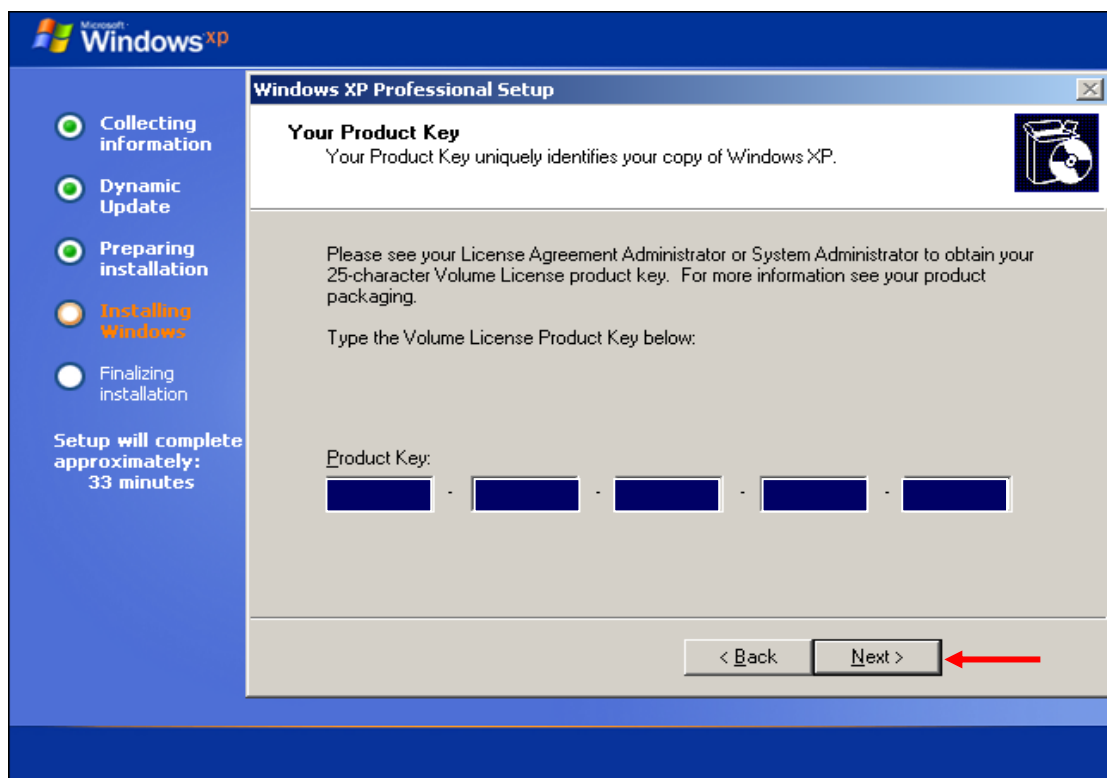 Microsoft
Windows xp
Windows XP Professional Setup
Collecting
information
Dynamic
Update
Preparing
installation
Installing
Windows
Finalizing
installation
Setup will complete
approximately:
33 minutes
Your Product Key
Your Product Key uniquely identifies your copy of Windows XP.
Please see your License Agreement Administrator or System Administrator to obtain your
25-character Volume License product key.  For more information see your product
packaging.
Type the Volume License Product Key below:
Product Key:
- - - -
< Back
Next >